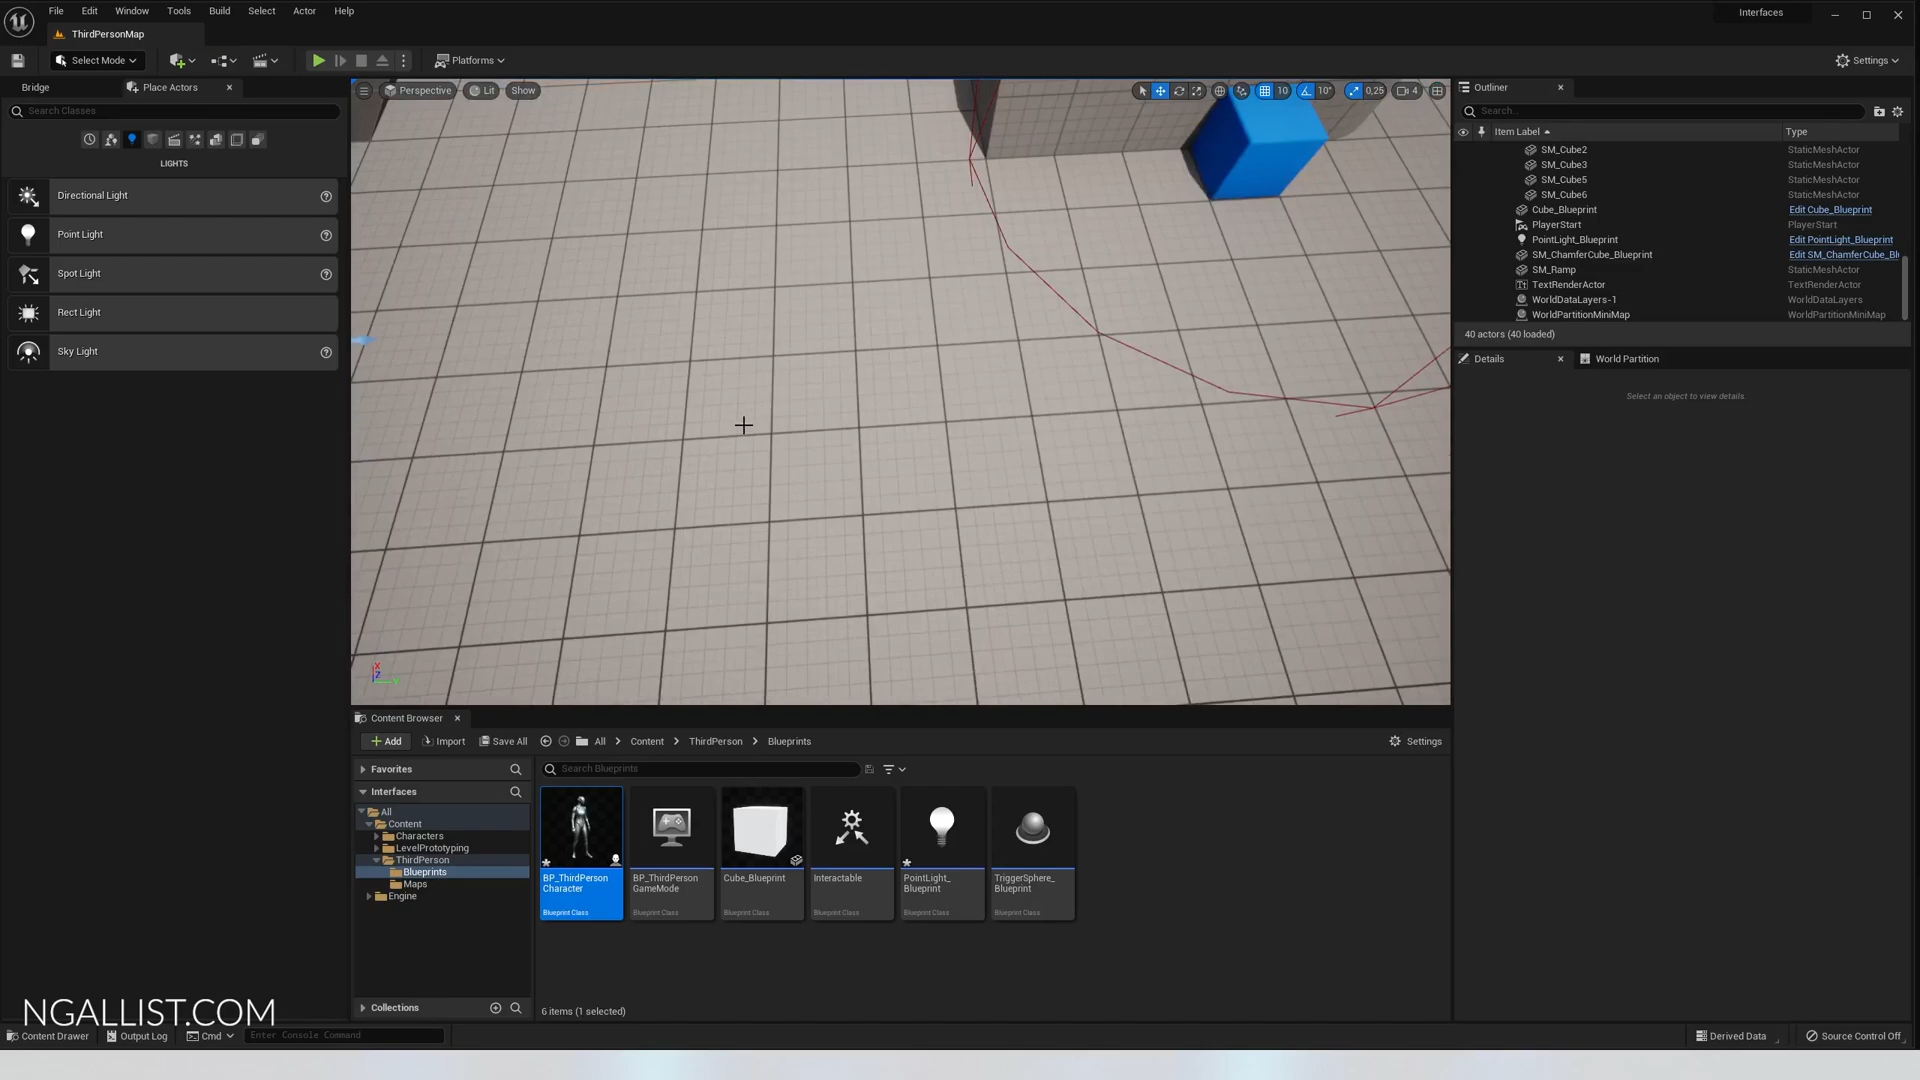 File Edit Window Tools Build Select Actor Help
Interfaces
ThirdPersonMap
Select Mode
Platforms
Settings
Bridge
Place Actors
Search Classes
LIGHTS
Directional Light
Point Light
Spot Light
Rect Light
Sky Light
Perspective
Lit
Show
10
10°
0,25
4
X
Z
Y
Outliner
Search...
Item Label
Type
SM_Cube2 StaticMeshActor
SM_Cube3 StaticMeshActor
SM_Cube5 StaticMeshActor
SM_Cube6 StaticMeshActor
Cube_Blueprint Edit Cube_Blueprint
PlayerStart PlayerStart
PointLight_Blueprint Edit PointLight_Blueprint
SM_ChamferCube_Blueprint Edit SM_ChamferCube_Bl
SM_Ramp StaticMeshActor
TextRenderActor TextRenderActor
WorldDataLayers-1 WorldDataLayers
WorldPartitionMiniMap WorldPartitionMiniMap
40 actors (40 loaded)
Details
World Partition
Select an object to view details.
Content Browser
Add
Import
Save All
All
Content
ThirdPerson
Blueprints
Settings
Favorites
Interfaces
All
Content
Characters
LevelPrototyping
ThirdPerson
Blueprints
Maps
Engine
Collections
Search Blueprints
BP_ThirdPerson
Character
Blueprint Class
BP_ThirdPerson
GameMode
Blueprint Class
Cube_Blueprint
Blueprint Class
Interactable
Blueprint Class
PointLight_
Blueprint
Blueprint Class
TriggerSphere_
Blueprint
Blueprint Class
6 items (1 selected)
NGALLIST.COM
Content Drawer
Output Log
Cmd
Enter Console Command
Derived Data
Source Control Off